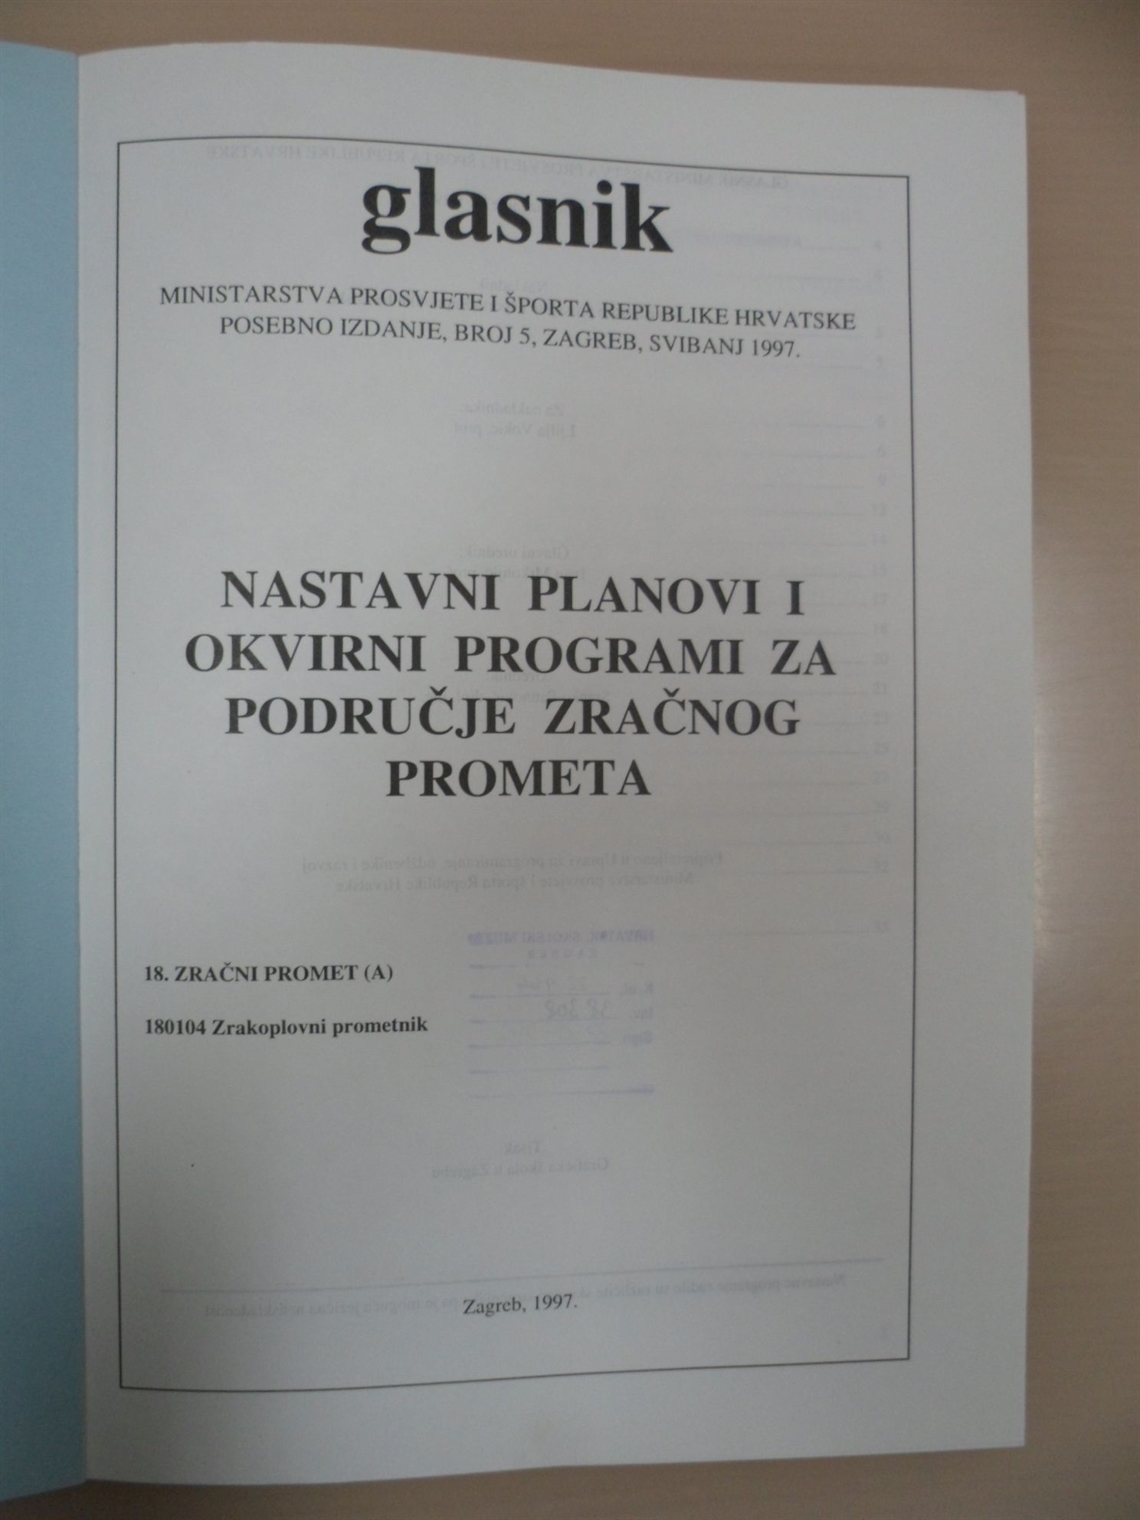 glasnik
MINISTARSTVA PROSVJETE I ŠPORTA REPUBLIKE HRVATSKE
POSEBNO IZDANJE, BROJ 5, ZAGREB, SVIBANJ 1997.
NASTAVNI PLANOVI I
OKVIRNI PROGRAMI ZA
PODRUČJE ZRAČNOG
PROMETA
18. ZRAČNI PROMET (A)
180104 Zrakoplovni prometnik
Zagreb, 1997.